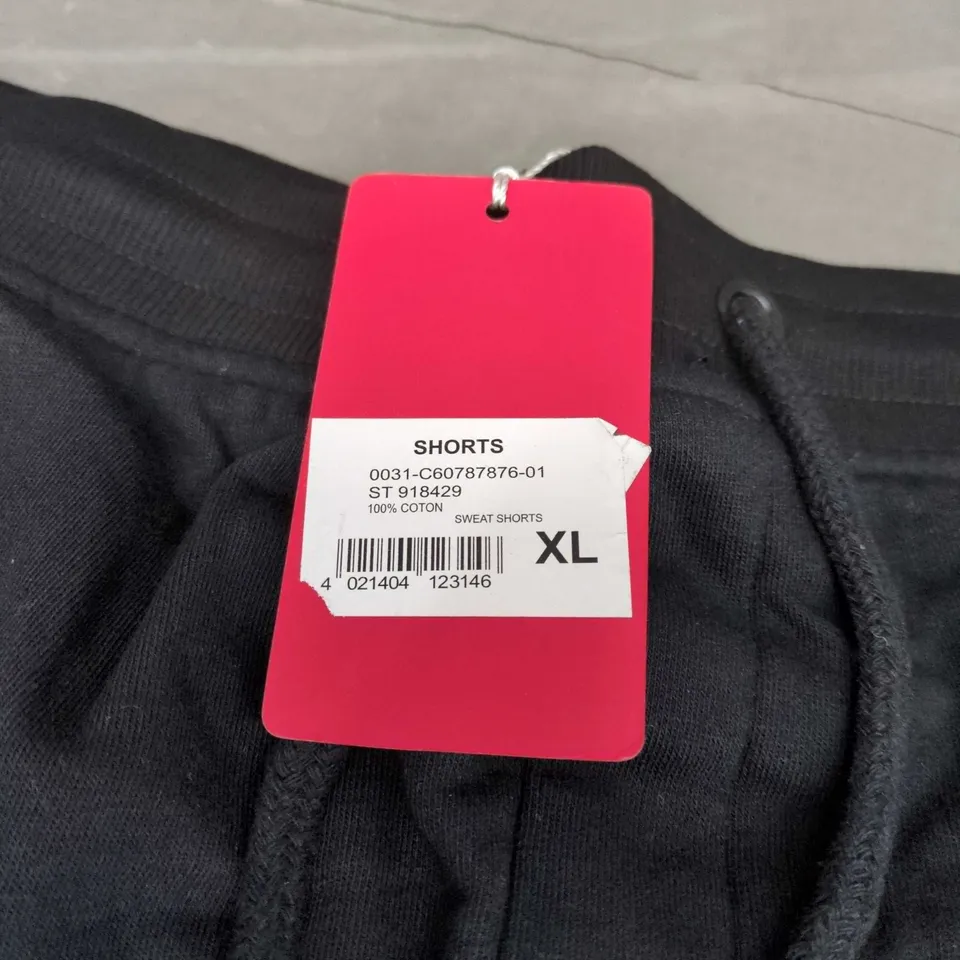 SHORTS
0031-C60787876-01
ST 918429
100% COTON
SWEAT SHORTS
XL
4 021404 123146